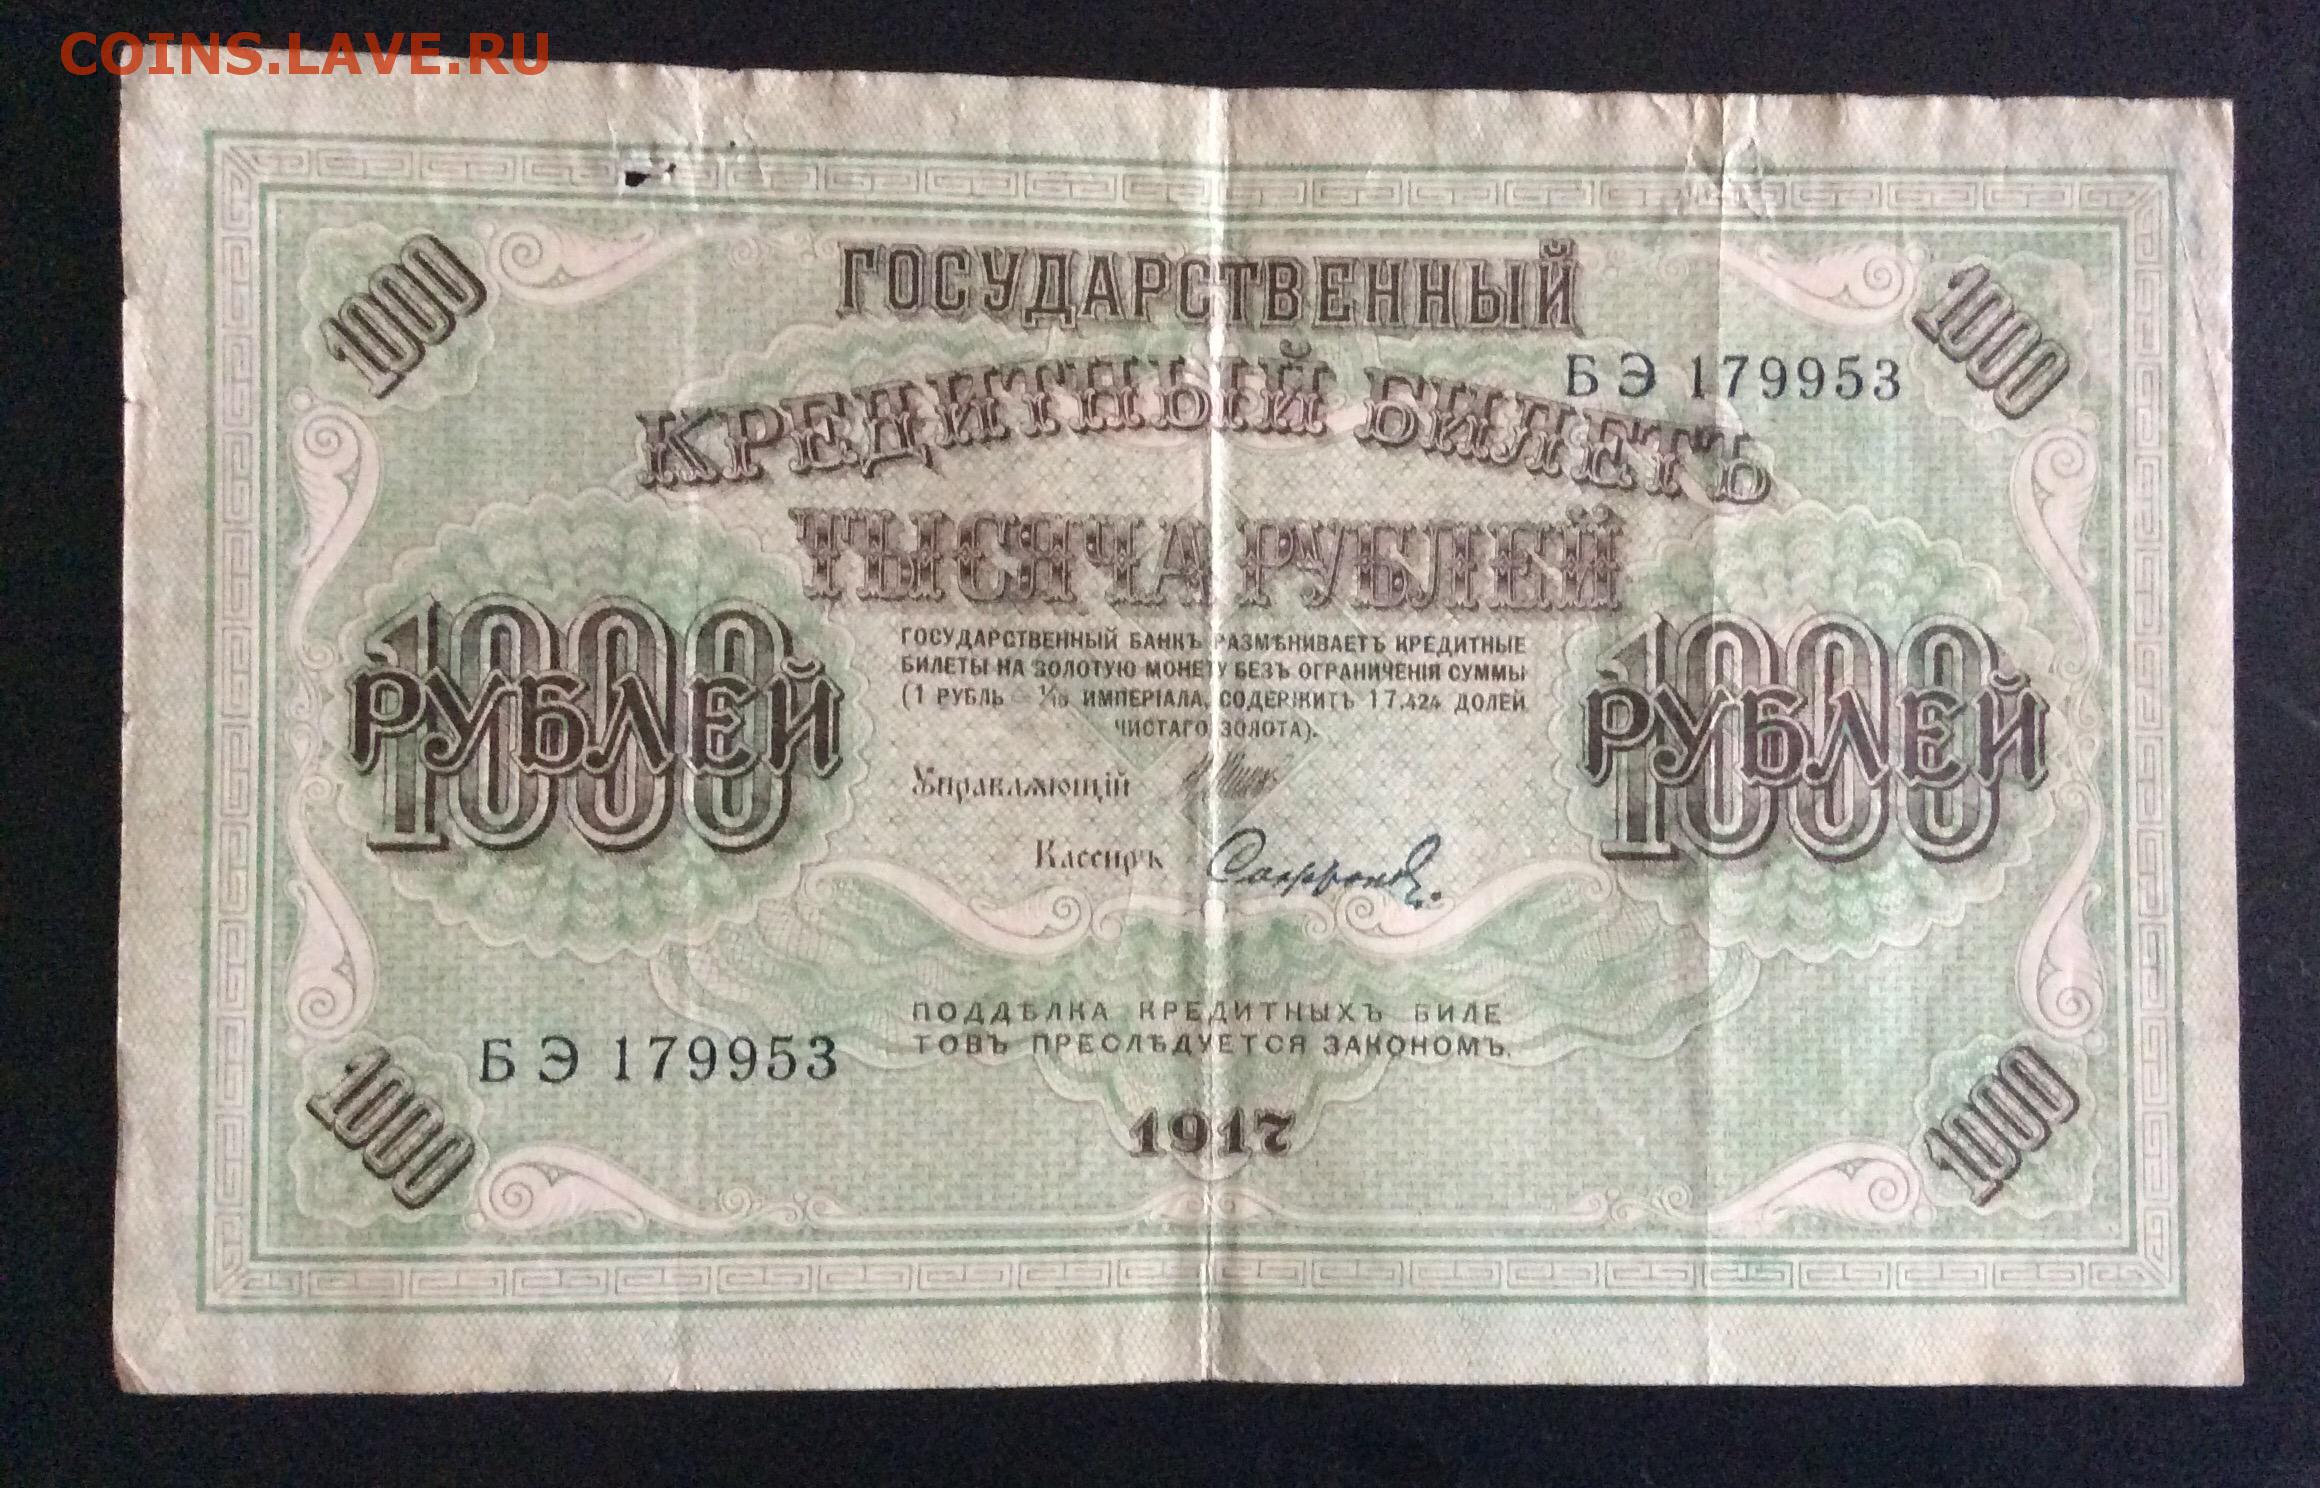 COINS.LAVE.RU
1000
1000
ГОСУДАРСТВЕННЫЙ
БЭ 179953
КРЕДИТНЫЙ БИЛЕТЪ
ТЫСЯЧА РУБЛЕЙ
1000
РУБЛЕЙ
ГОСУДАРСТВЕННЫЙ БАНКЪ РАЗМѢНИВАЕТЪ КРЕДИТНЫЕ
БИЛЕТЫ НА ЗОЛОТУЮ МОНЕТУ БЕЗЪ ОГРАНИЧЕНІЯ СУММЫ
(1 РУБЛЬ = 1/15 ИМПЕРІАЛА, СОДЕРЖИТЪ 17,424 ДОЛЕЙ
ЧИСТАГО ЗОЛОТА).
1000
РУБЛЕЙ
Управляющій
Кассиръ
ПОДДѢЛКА КРЕДИТНЫХЪ БИЛЕ
ТОВЪ ПРЕСЛѢДУЕТСЯ ЗАКОНОМЪ.
БЭ 179953
1917
1000
1000